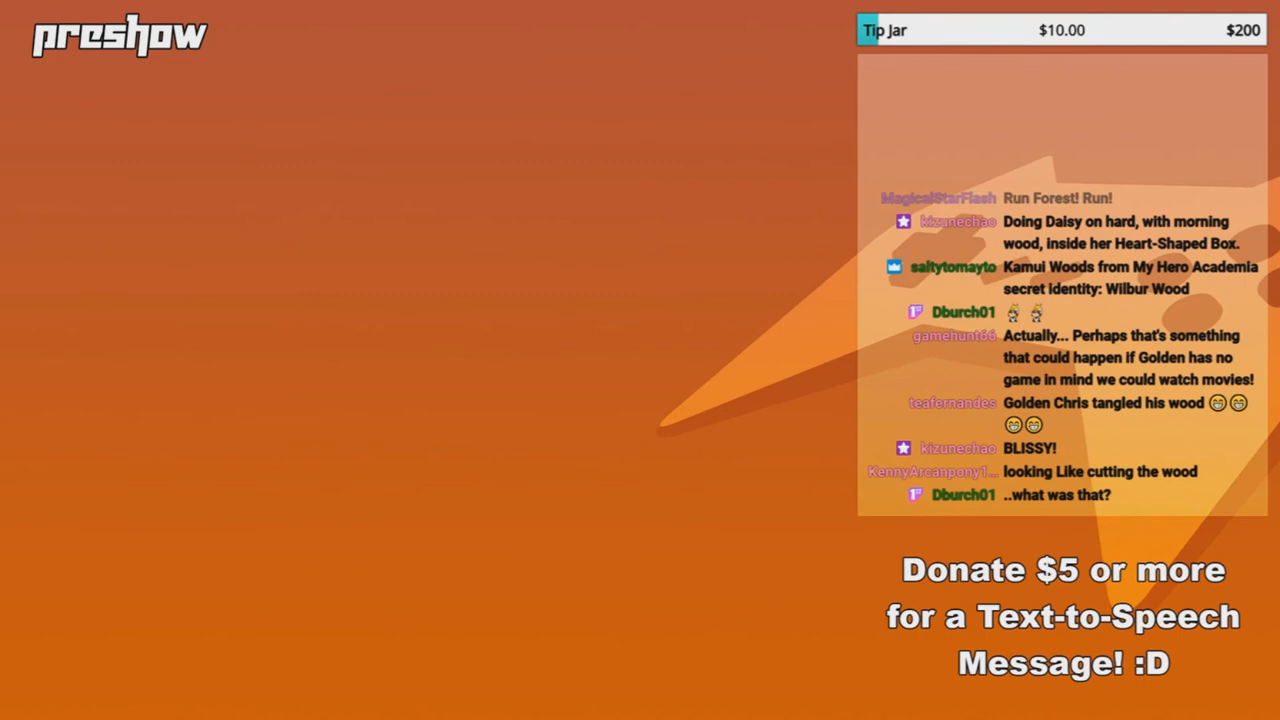 preshow
Tip Jar $10.00 $200
MagicalStarFlash Run Forest! Run!
kizunechao Doing Daisy on hard, with morning
wood, inside her Heart-Shaped Box.
saltytomayto Kamui Woods from My Hero Academia
secret identity: Wilbur Wood
Dburch01
gamehunt66 Actually... Perhaps that's something
that could happen if Golden has no
game in mind we could watch movies!
teafernandes Golden Chris tangled his wood 😁😁
😁😁
kizunechao BLISSY!
KennyArcanpony1... looking Like cutting the wood
Dburch01 ..what was that?
Donate $5 or more
for a Text-to-Speech
Message! :D